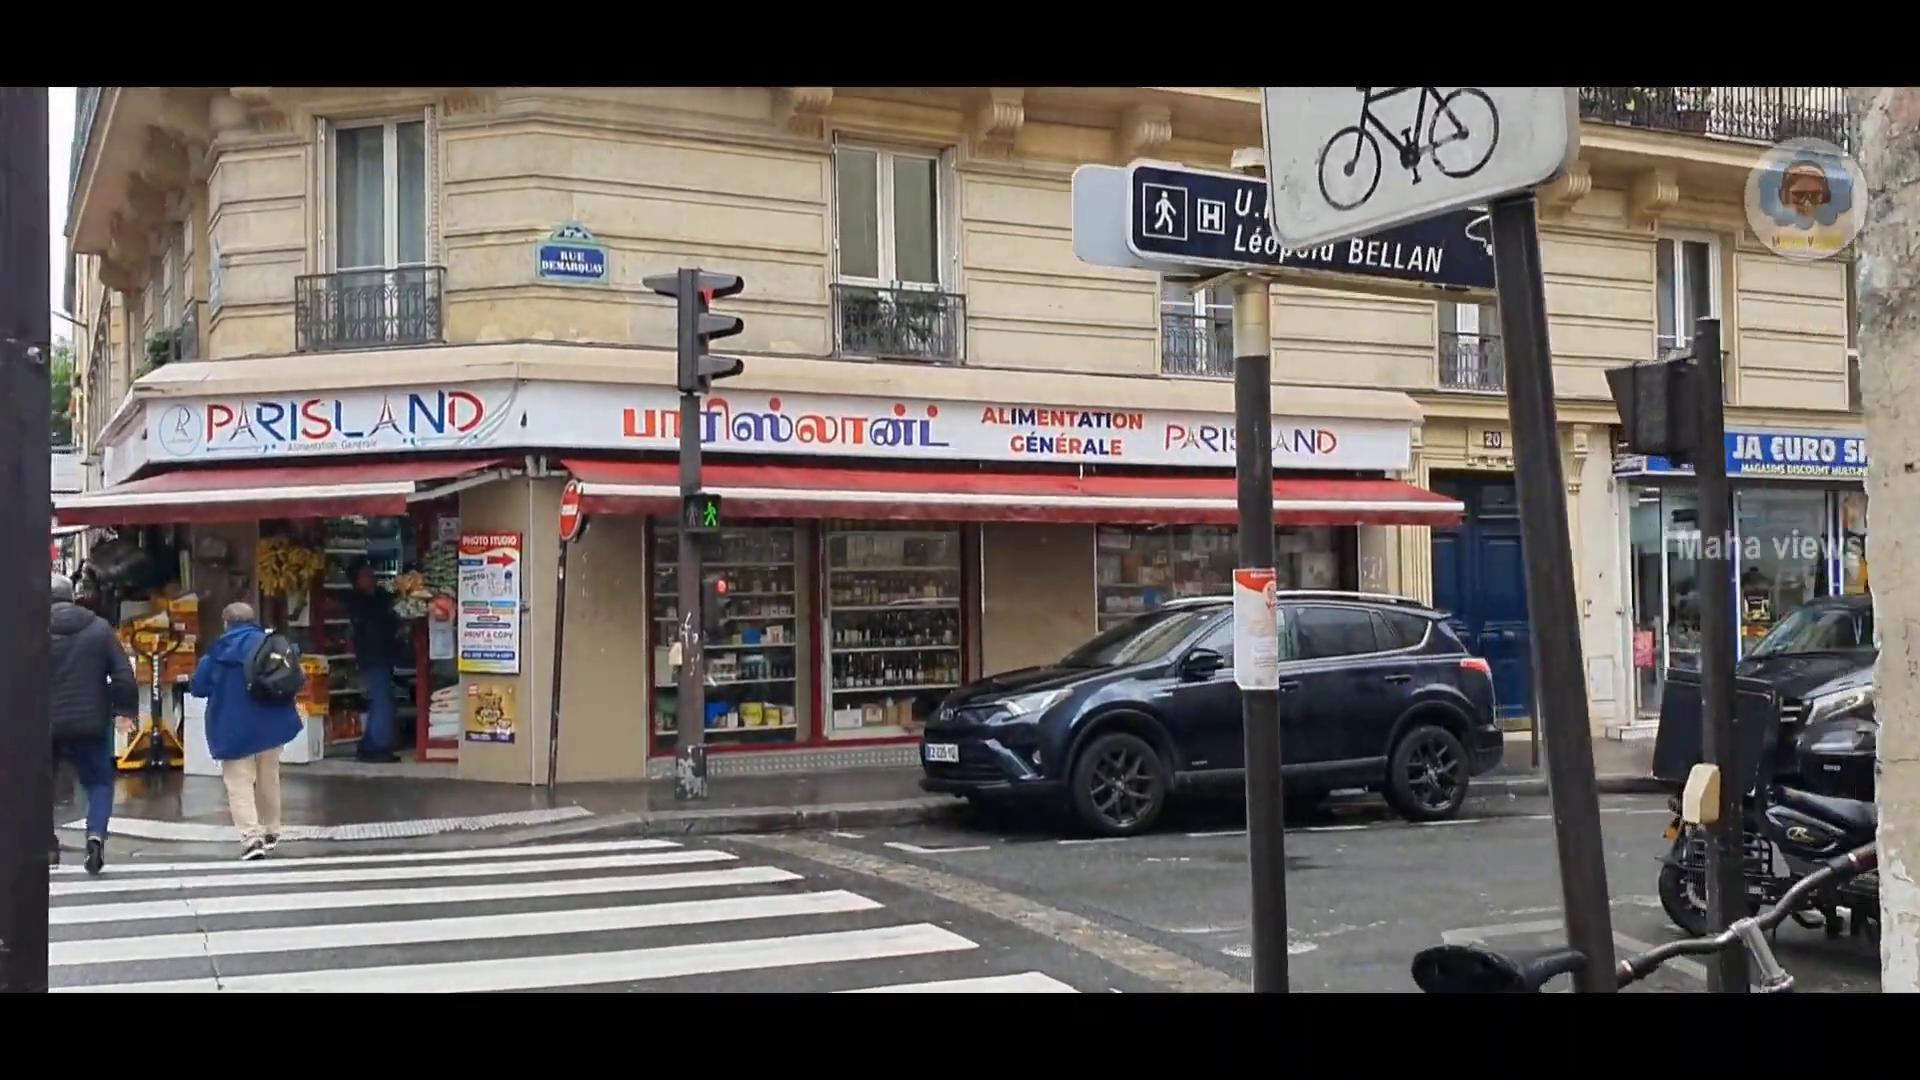 U.
Léopold BELLAN
RUE
DEMARQUAY
PARISLAND
Alimentation Générale
பாரிஸ்லாண்ட்
ALIMENTATION
GÉNÉRALE
PARISLAND
20
JA €URO
MAGASINS DISCOUNT
PHOTO STUDIO
PRINT & COPY
Maha views